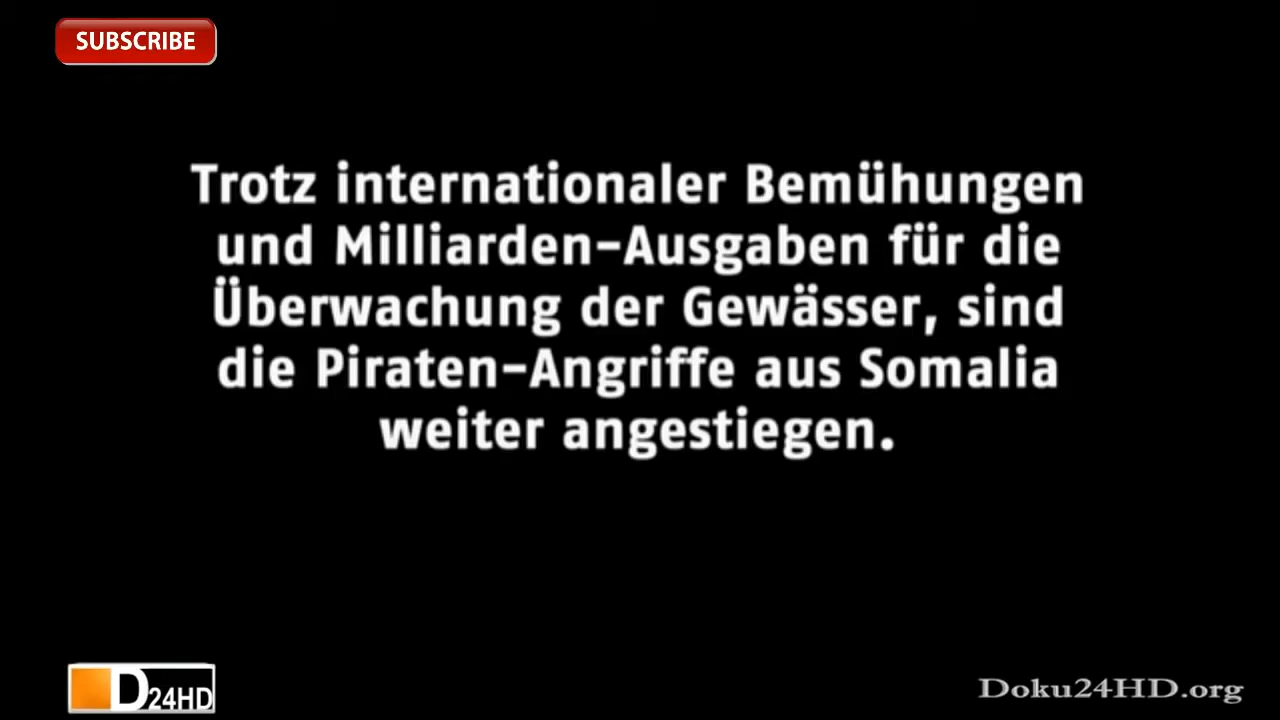 SUBSCRIBE
Trotz internationaler Bemühungen
und Milliarden-Ausgaben für die
Überwachung der Gewässer, sind
die Piraten-Angriffe aus Somalia
weiter angestiegen.
D24HD
Doku24HD.org